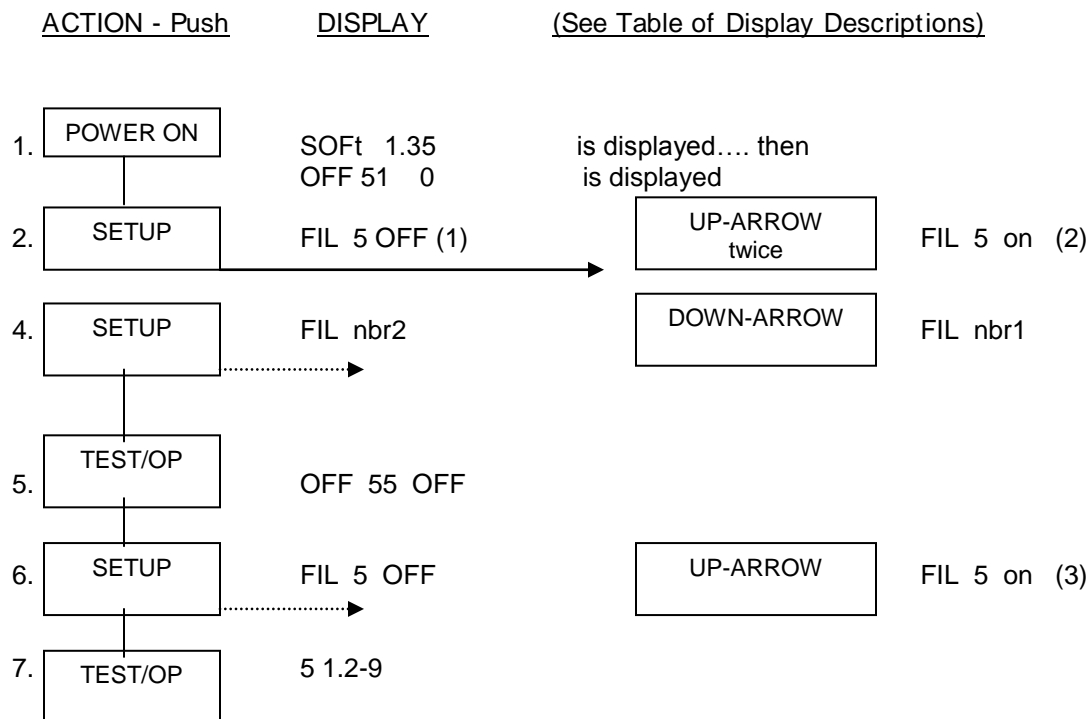 ACTION - Push DISPLAY (See Table of Display Descriptions)
1. POWER ON SOFt 1.35 is displayed.... then
OFF 51 0 is displayed
2. SETUP FIL 5 OFF (1) UP-ARROW FIL 5 on (2)
twice
4. SETUP FIL nbr2 DOWN-ARROW FIL nbr1
TEST/OP
5. OFF 55 OFF
6. SETUP FIL 5 OFF UP-ARROW FIL 5 on (3)
7. TEST/OP 5 1.2-9